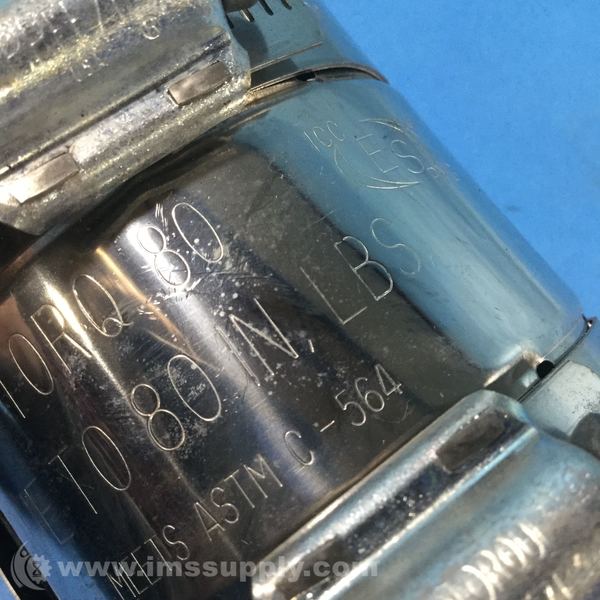 ICC ES
TORQ 80
TO 80 IN, LBS
MEETS ASTM C-564
www.imssupply.com